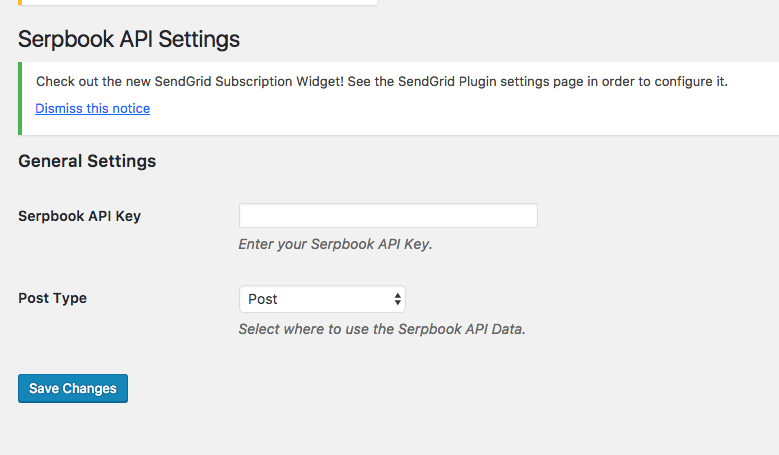 Serpbook API Settings
Check out the new SendGrid Subscription Widget! See the SendGrid Plugin settings page in order to configure it.
Dismiss this notice
General Settings
Serpbook API Key
Enter your Serpbook API Key.
Post Type
Post
Select where to use the Serpbook API Data.
Save Changes